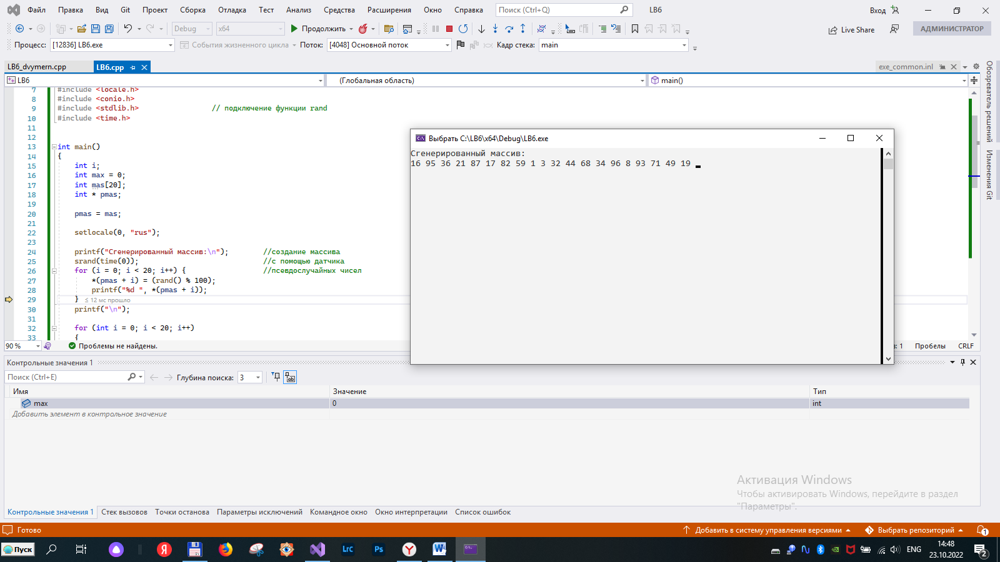 Файл Правка Вид Git Проект Сборка Отладка Тест Анализ Средства Расширения Окно Справка Поиск (Ctrl+Q) LB6 Вход
Debug x64 Продолжить Live Share АДМИНИСТРАТОР
Процесс: [12836] LB6.exe События жизненного цикла Поток: [4048] Основной поток Кадр стека: main
LB6_dvymern.cpp LB6.cpp exe_common.inl
LB6 (Глобальная область) main()
7 #include <locale.h>
8 #include <conio.h>
9 #include <stdlib.h> // подключение функции rand
10 #include <time.h>
11
12
13 int main()
14 {
15 int i;
16 int max = 0;
17 int mas[20];
18 int * pmas;
19
20 pmas = mas;
21
22 setlocale(0, "rus");
23
24 printf("Сгенерированный массив:\n"); //создание массива
25 srand(time(0)); //с помощью датчика
26 for (i = 0; i < 20; i++) { //псевдослучайных чисел
27 *(pmas + i) = (rand() % 100);
28 printf("%d ", *(pmas + i));
29 } ≤ 12 мс прошло
30 printf("\n");
31
32 for (int i = 0; i < 20; i++)
33 {
90 % Проблемы не найдены. : 1 Пробелы CRLF
Выбрать C:\LB6\x64\Debug\LB6.exe
Сгенерированный массив:
16 95 36 21 87 17 82 59 1 3 32 44 68 34 96 8 93 71 49 19
Обозреватель решений
Изменения Git
Контрольные значения 1
Поиск (Ctrl+E) Глубина поиска: 3
Имя Значение Тип
max 0 int
Добавить элемент в контрольное значение
Активация Windows
Чтобы активировать Windows, перейдите в раздел
"Параметры".
Контрольные значения 1 Стек вызовов Точки останова Параметры исключений Командное окно Окно интерпретации Список ошибок
Готово Добавить в систему управления версиями Выбрать репозиторий 1
Пуск Я Lrc Ps ENG 14:48
23.10.2022 2